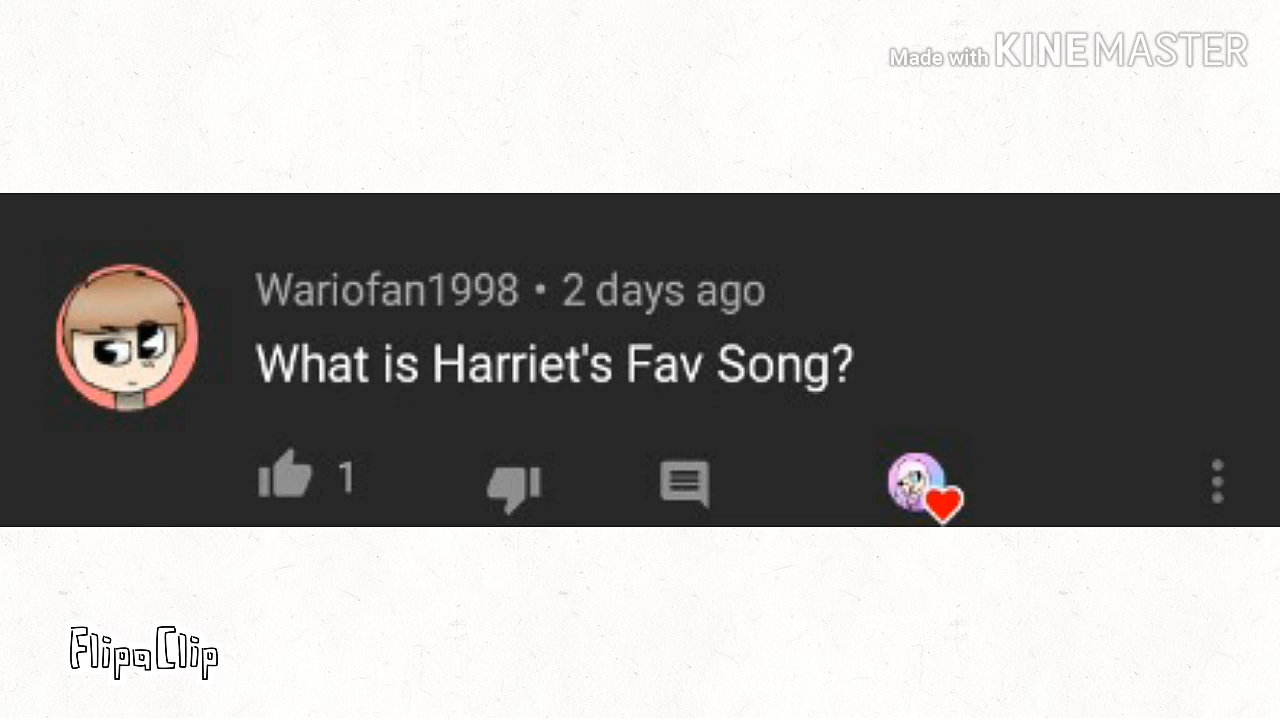 Made with KINEMASTER
Wariofan1998 • 2 days ago
What is Harriet's Fav Song?
1
FlipaClip